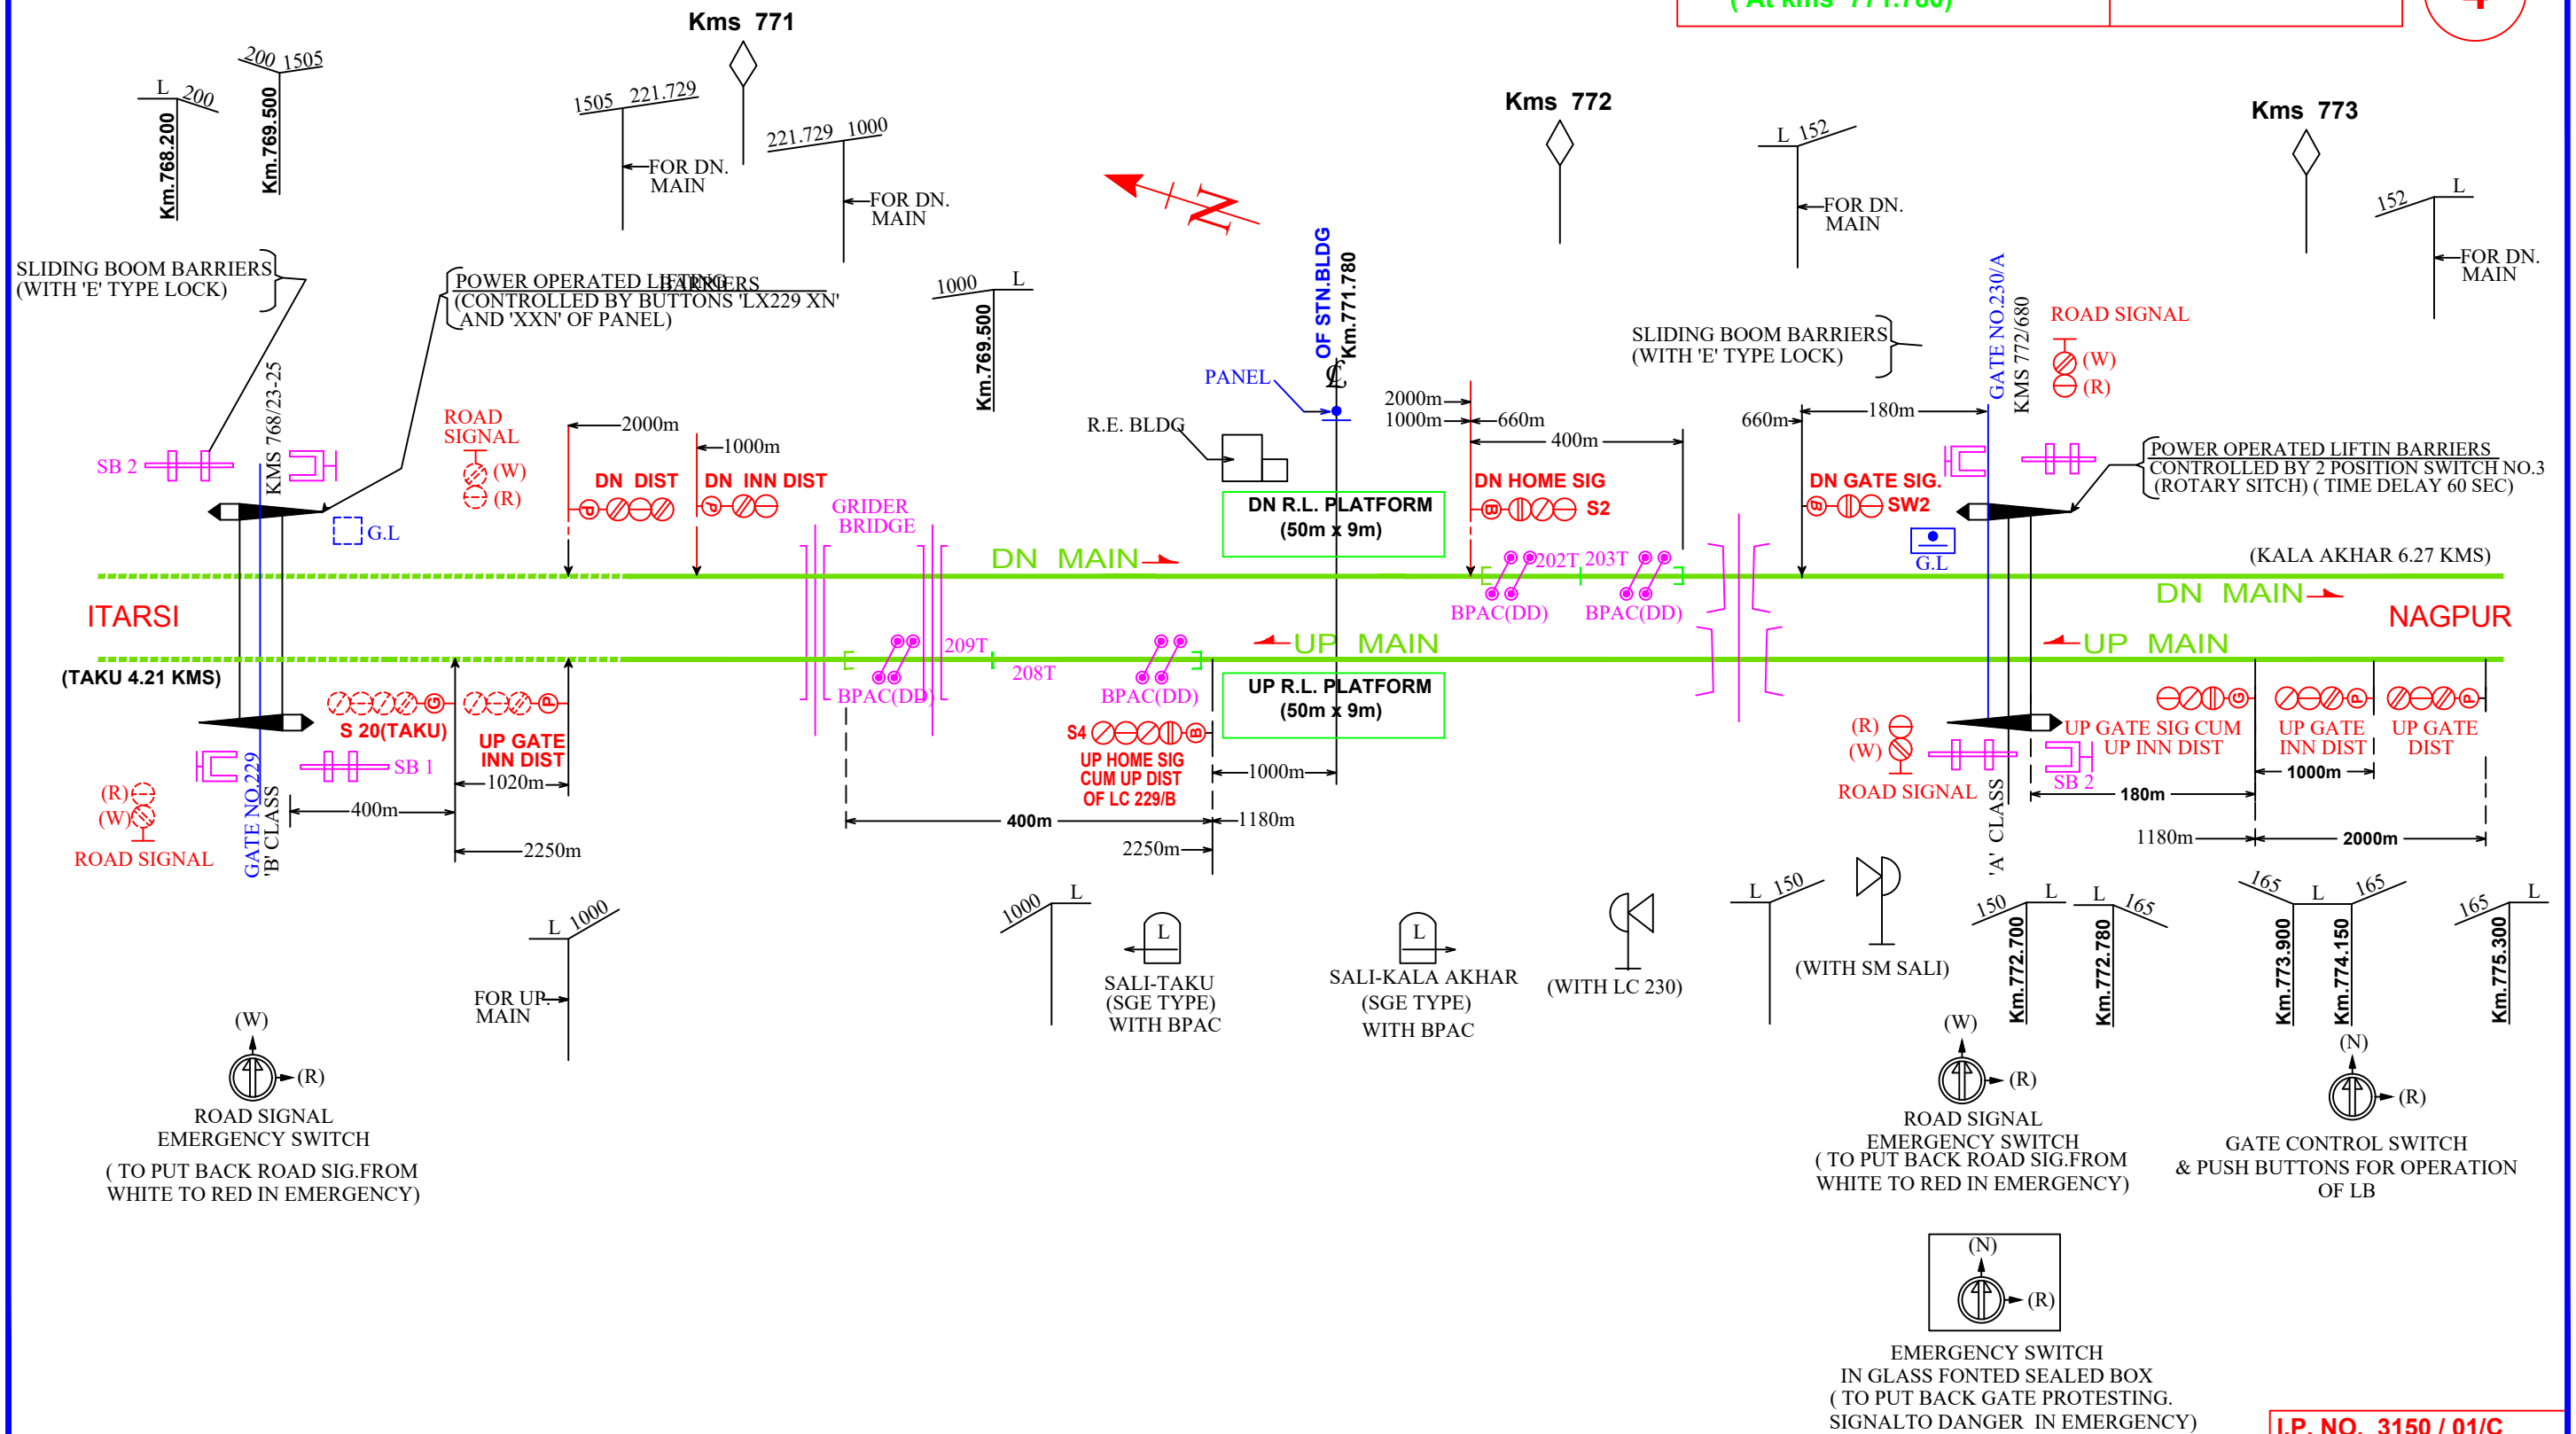 ( At kms 771.780)
4
Kms 771
200 1505
Km.769.500
L 200
Km.768.200
1505 221.729
FOR DN.
MAIN
221.729 1000
FOR DN.
MAIN
N
Kms 772
L 152
FOR DN.
MAIN
Kms 773
152 L
FOR DN.
MAIN
SLIDING BOOM BARRIERS
(WITH 'E' TYPE LOCK)
POWER OPERATED LIFTING
BARRIERS
(CONTROLLED BY BUTTONS 'LX229 XN'
AND 'XXN' OF PANEL)
1000 L
Km.769.500
OF STN.BLDG
Km.771.780
PANEL
R.E. BLDG
SLIDING BOOM BARRIERS
(WITH 'E' TYPE LOCK)
GATE NO.230/A
KMS 772/680
ROAD SIGNAL
(W)
(R)
KMS 768/23-25
SB 2
ROAD
SIGNAL
(W)
(R)
2000m
1000m
DN DIST
DN INN DIST
P
P
G.L
GRIDER
BRIDGE
2000m
1000m
660m
400m
DN HOME SIG
B
S2
660m
180m
DN GATE SIG.
B
SW2
G.L
POWER OPERATED LIFTIN BARRIERS
CONTROLLED BY 2 POSITION SWITCH NO.3
(ROTARY SITCH) ( TIME DELAY 60 SEC)
DN R.L. PLATFORM
(50m x 9m)
DN MAIN
202T 203T
BPAC(DD) BPAC(DD)
(KALA AKHAR 6.27 KMS)
DN MAIN
ITARSI
NAGPUR
UP MAIN
UP MAIN
(TAKU 4.21 KMS)
209T
208T
BPAC(DD)
BPAC(DD)
UP R.L. PLATFORM
(50m x 9m)
G
S 20(TAKU)
P
UP GATE
INN DIST
S4
B
UP HOME SIG
CUM UP DIST
OF LC 229/B
1000m
1020m
400m
2250m
400m
1180m
2250m
SB 1
GATE NO.229
'B' CLASS
(R)
(W)
ROAD SIGNAL
(R)
(W)
ROAD SIGNAL
'A' CLASS
SB 2
G
UP GATE SIG CUM
UP INN DIST
P
UP GATE
INN DIST
P
UP GATE
DIST
1000m
180m
1180m
2000m
L 1000
FOR UP.
MAIN
1000 L
L
SALI-TAKU
(SGE TYPE)
WITH BPAC
L
SALI-KALA AKHAR
(SGE TYPE)
WITH BPAC
(WITH LC 230)
L 150
(WITH SM SALI)
150 L
Km.772.700
L 165
Km.772.780
165 L 165
Km.773.900
Km.774.150
165 L
Km.775.300
(W)
(R)
ROAD SIGNAL
EMERGENCY SWITCH
( TO PUT BACK ROAD SIG.FROM
WHITE TO RED IN EMERGENCY)
(W)
(R)
ROAD SIGNAL
EMERGENCY SWITCH
( TO PUT BACK ROAD SIG.FROM
WHITE TO RED IN EMERGENCY)
(N)
(R)
GATE CONTROL SWITCH
& PUSH BUTTONS FOR OPERATION
OF LB
(N)
(R)
EMERGENCY SWITCH
IN GLASS FONTED SEALED BOX
( TO PUT BACK GATE PROTESTING.
SIGNALTO DANGER IN EMERGENCY)
I.P. NO. 3150 / 01/C